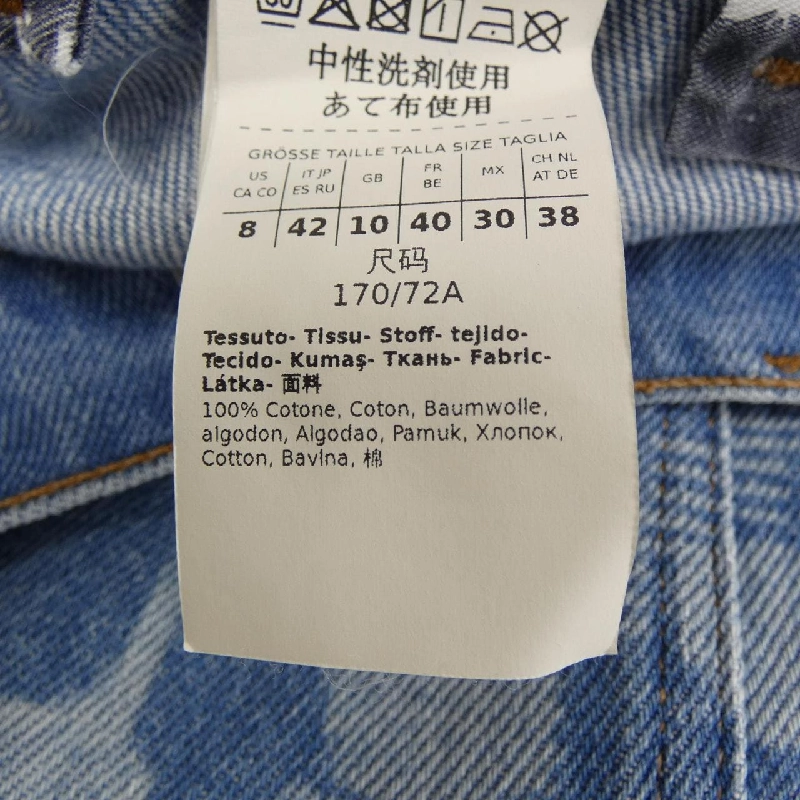 中性洗剤使用
あて布使用
GRÖSSE TAILLE TALLA SIZE TAGLIA
US CA CO IT JP ES RU GB FR BE MX CH NL AT DE
8 42 10 40 30 38
尺码
170/72A
Tessuto- Tissu- Stoff- tejido-
Tecido- Kumaş- Ткань- Fabric-
Látka- 面料
100% Cotone, Coton, Baumwolle,
algodon, Algodao, Pamuk, Хлопок,
Cotton, Bavlna, 棉